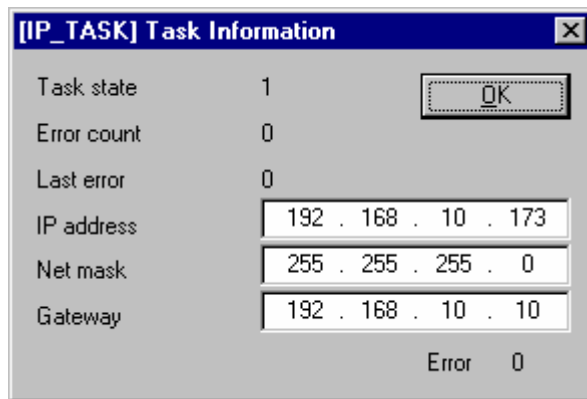 [IP_TASK] Task Information
Task state 1 OK
Error count 0
Last error 0
IP address 192 . 168 . 10 . 173
Net mask 255 . 255 . 255 . 0
Gateway 192 . 168 . 10 . 10
Error 0